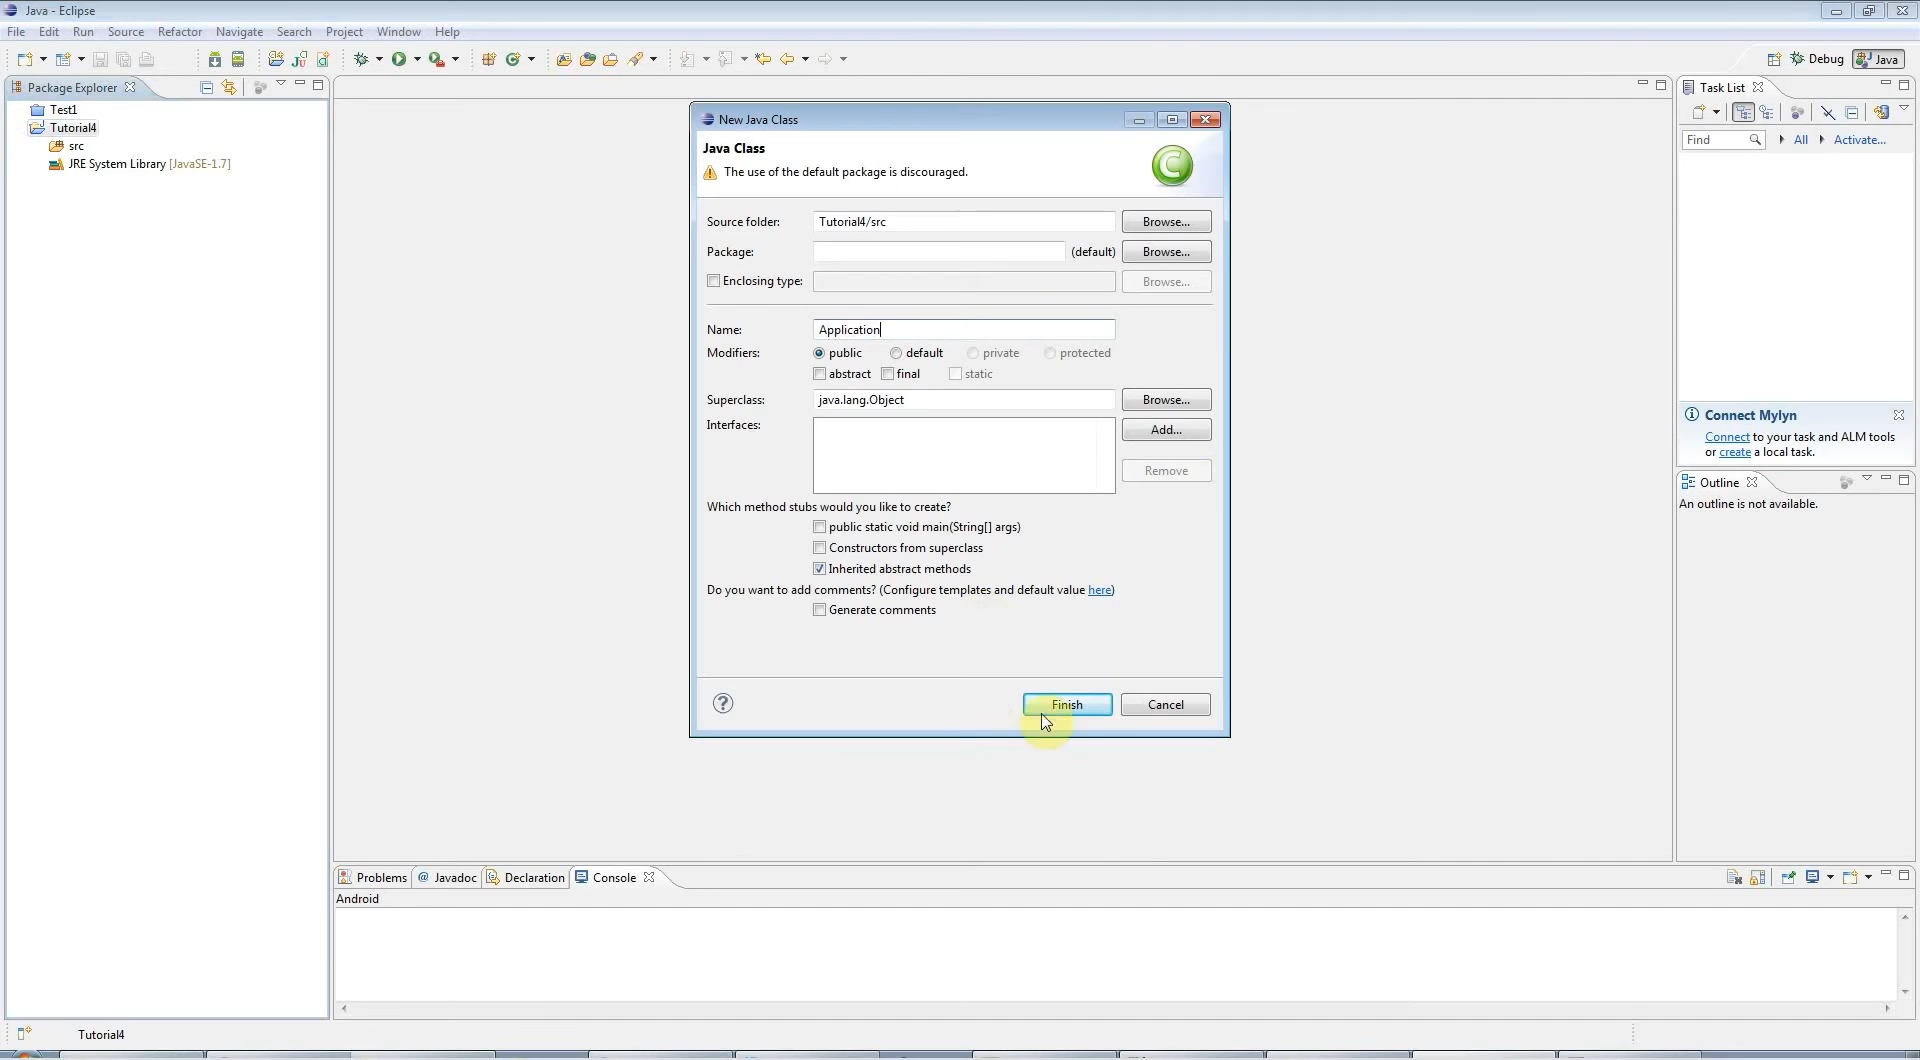 Java - Eclipse
File Edit Run Source Refactor Navigate Search Project Window Help
Debug Java
Package Explorer
Test1
Tutorial4
src
JRE System Library [JavaSE-1.7]
New Java Class
Java Class
The use of the default package is discouraged.
Source folder: Tutorial4/src Browse...
Package: (default) Browse...
Enclosing type: Browse...
Name: Application
Modifiers: public default private protected
abstract final static
Superclass: java.lang.Object Browse...
Interfaces: Add...
Remove
Which method stubs would you like to create?
public static void main(String[] args)
Constructors from superclass
Inherited abstract methods
Do you want to add comments? (Configure templates and default value here)
Generate comments
? Finish Cancel
Task List
Find All Activate...
Connect Mylyn
Connect to your task and ALM tools
or create a local task.
Outline
An outline is not available.
Problems @ Javadoc Declaration Console
Android
Tutorial4